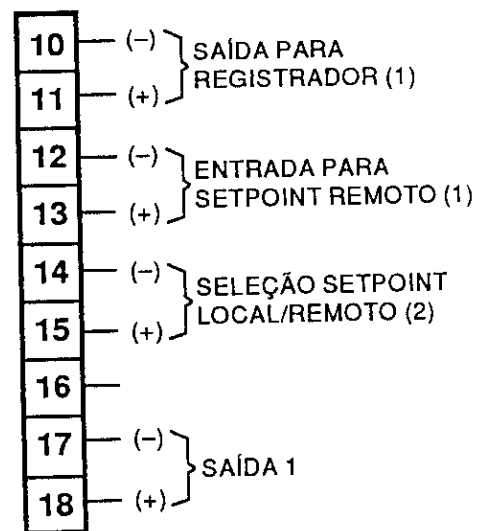 10 (–) SAÍDA PARA
11 (+) REGISTRADOR (1)
12 (–) ENTRADA PARA
13 (+) SETPOINT REMOTO (1)
14 (–) SELEÇÃO SETPOINT
15 (+) LOCAL/REMOTO (2)
16
17 (–)
SAÍDA 1
18 (+)